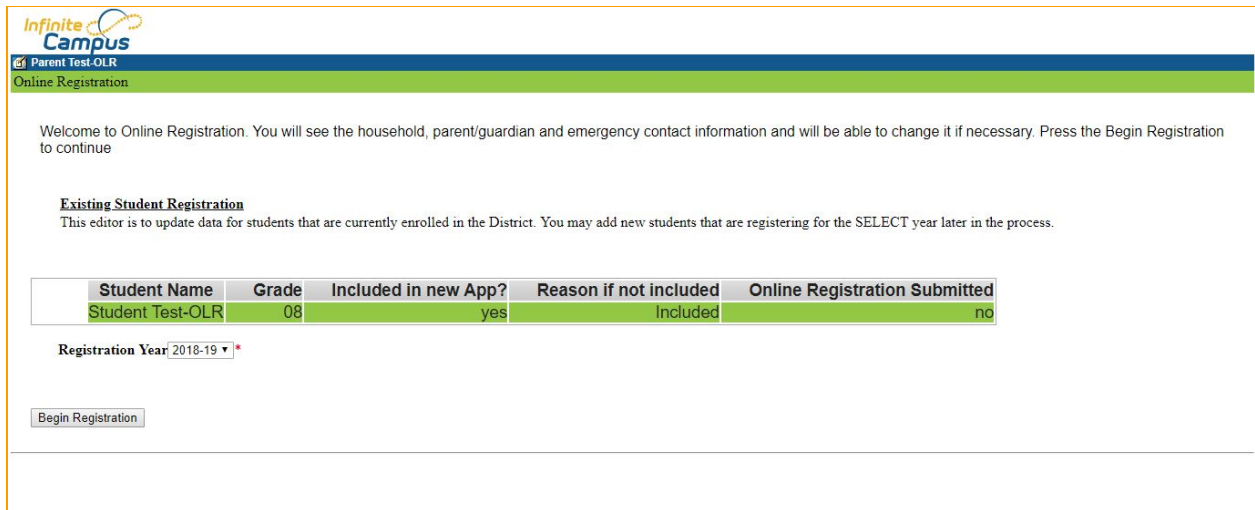 Infinite
Campus
Parent Test-OLR
Online Registration
Welcome to Online Registration. You will see the household, parent/guardian and emergency contact information and will be able to change it if necessary. Press the Begin Registration
to continue
Existing Student Registration
This editor is to update data for students that are currently enrolled in the District. You may add new students that are registering for the SELECT year later in the process.
Student Name Grade Included in new App? Reason if not included Online Registration Submitted
Student Test-OLR 08 yes Included no
Registration Year 2018-19 *
Begin Registration